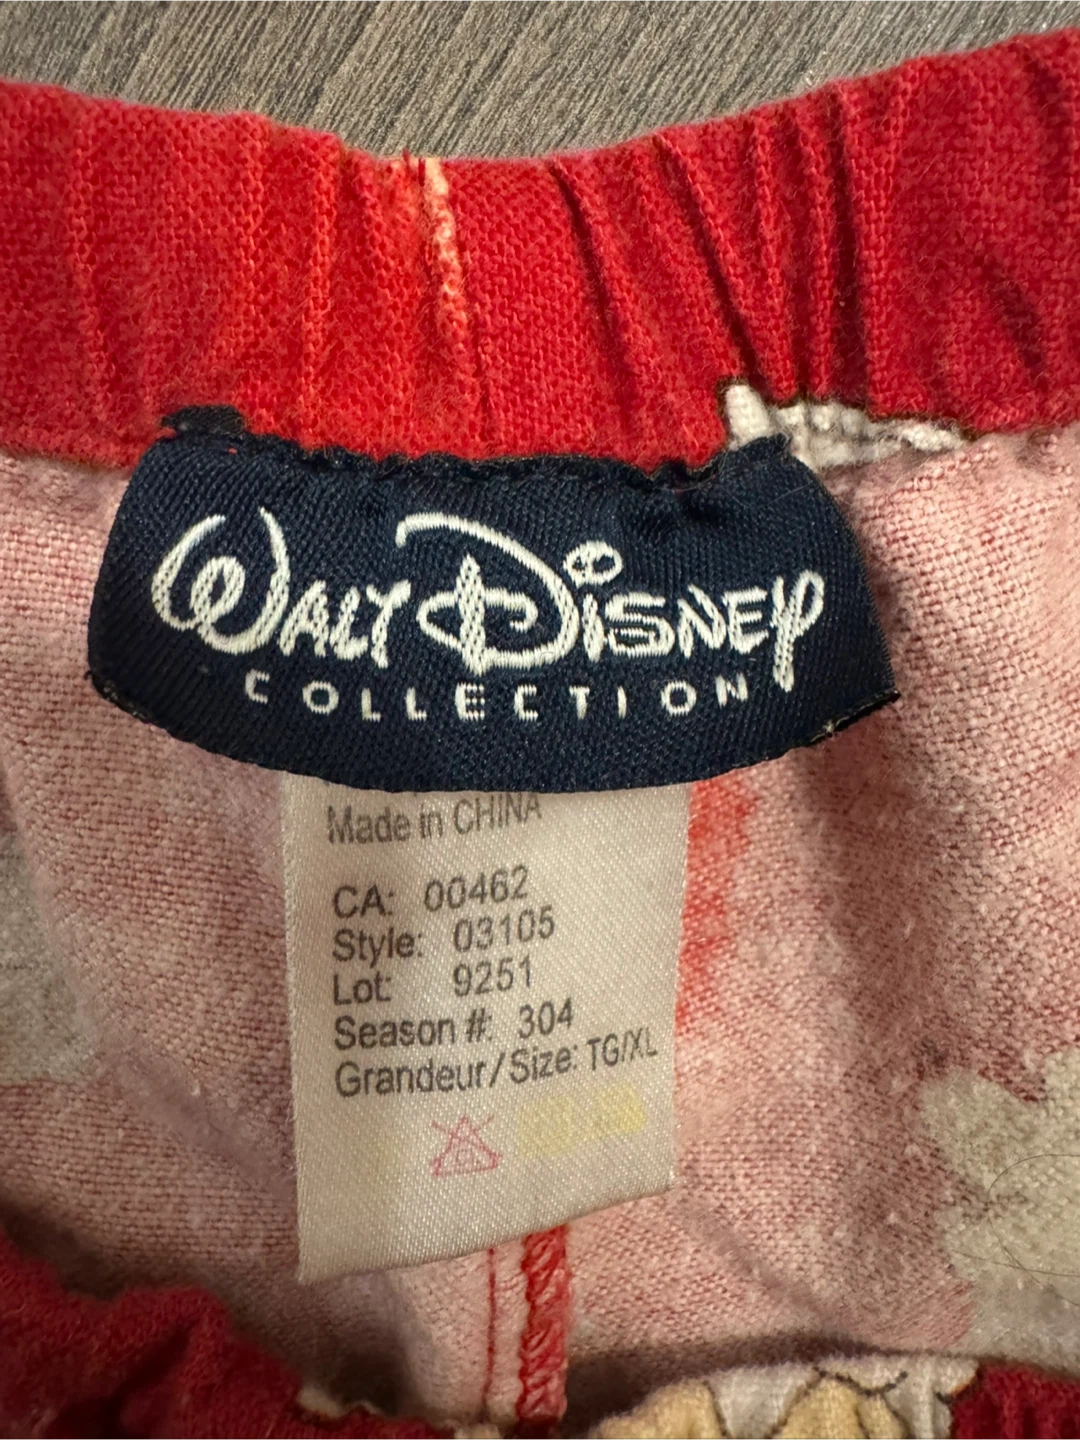 WALT DISNEY
COLLECTION
Made in CHINA
CA: 00462
Style: 03105
Lot: 9251
Season #: 304
Grandeur/Size: TG/XL